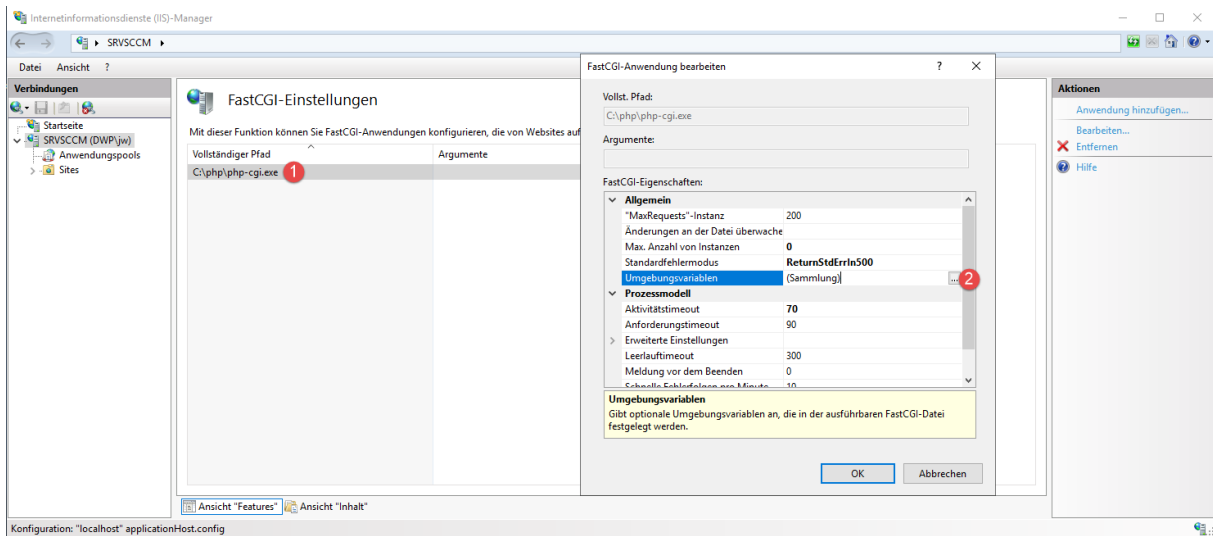 Internetinformationsdienste (IIS)-Manager
SRVSCCM
Datei Ansicht ?
Verbindungen
Startseite
SRVSCCM (DWP\jw)
Anwendungspools
Sites
FastCGI-Einstellungen
Mit dieser Funktion können Sie FastCGI-Anwendungen konfigurieren, die von Websites auf
Vollständiger Pfad Argumente
C:\php\php-cgi.exe 1
FastCGI-Anwendung bearbeiten ?
Vollst. Pfad:
C:\php\php-cgi.exe
Argumente:
FastCGI-Eigenschaften:
Allgemein
"MaxRequests"-Instanz 200
Änderungen an der Datei überwache
Max. Anzahl von Instanzen 0
Standardfehlermodus ReturnStdErrIn500
Umgebungsvariablen (Sammlung) ... 2
Prozessmodell
Aktivitätstimeout 70
Anforderungstimeout 90
Erweiterte Einstellungen
Leerlauftimeout 300
Meldung vor dem Beenden 0
Schnelle Fehlerfolgen pro Minute 10
Umgebungsvariablen
Gibt optionale Umgebungsvariablen an, die in der ausführbaren FastCGI-Datei
festgelegt werden.
OK Abbrechen
Aktionen
Anwendung hinzufügen...
Bearbeiten...
Entfernen
Hilfe
Ansicht "Features" Ansicht "Inhalt"
Konfiguration: "localhost" applicationHost.config